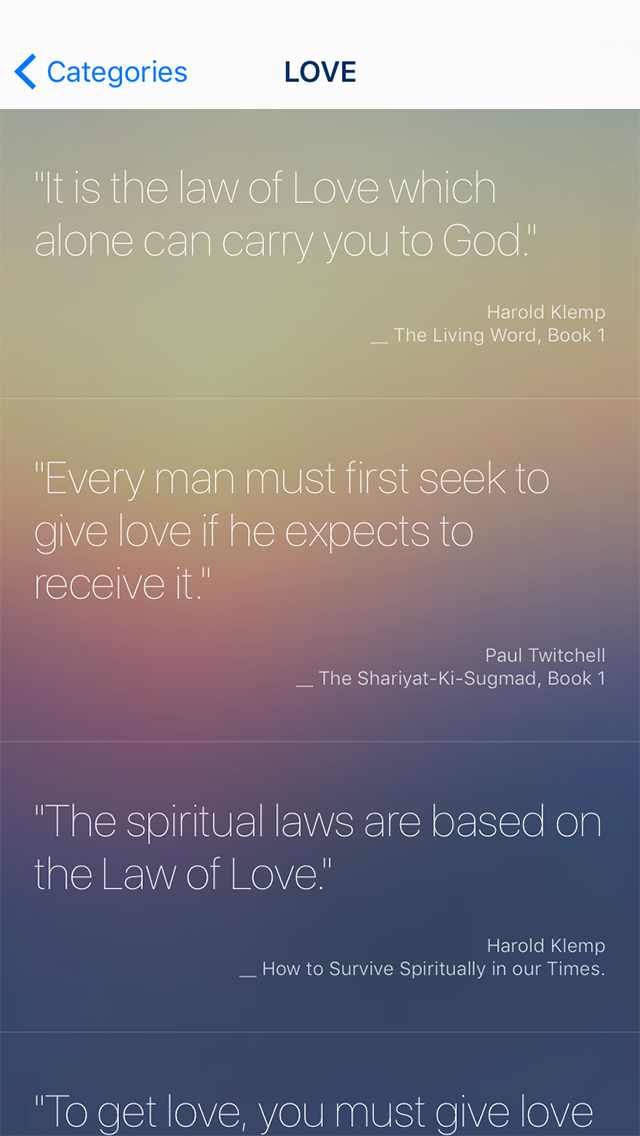 Categories
LOVE
"It is the law of Love which
alone can carry you to God."
Harold Klemp
__ The Living Word, Book 1
"Every man must first seek to
give love if he expects to
receive it."
Paul Twitchell
__ The Shariyat-Ki-Sugmad, Book 1
"The spiritual laws are based on
the Law of Love."
Harold Klemp
__ How to Survive Spiritually in our Times.
"To get love, you must give love